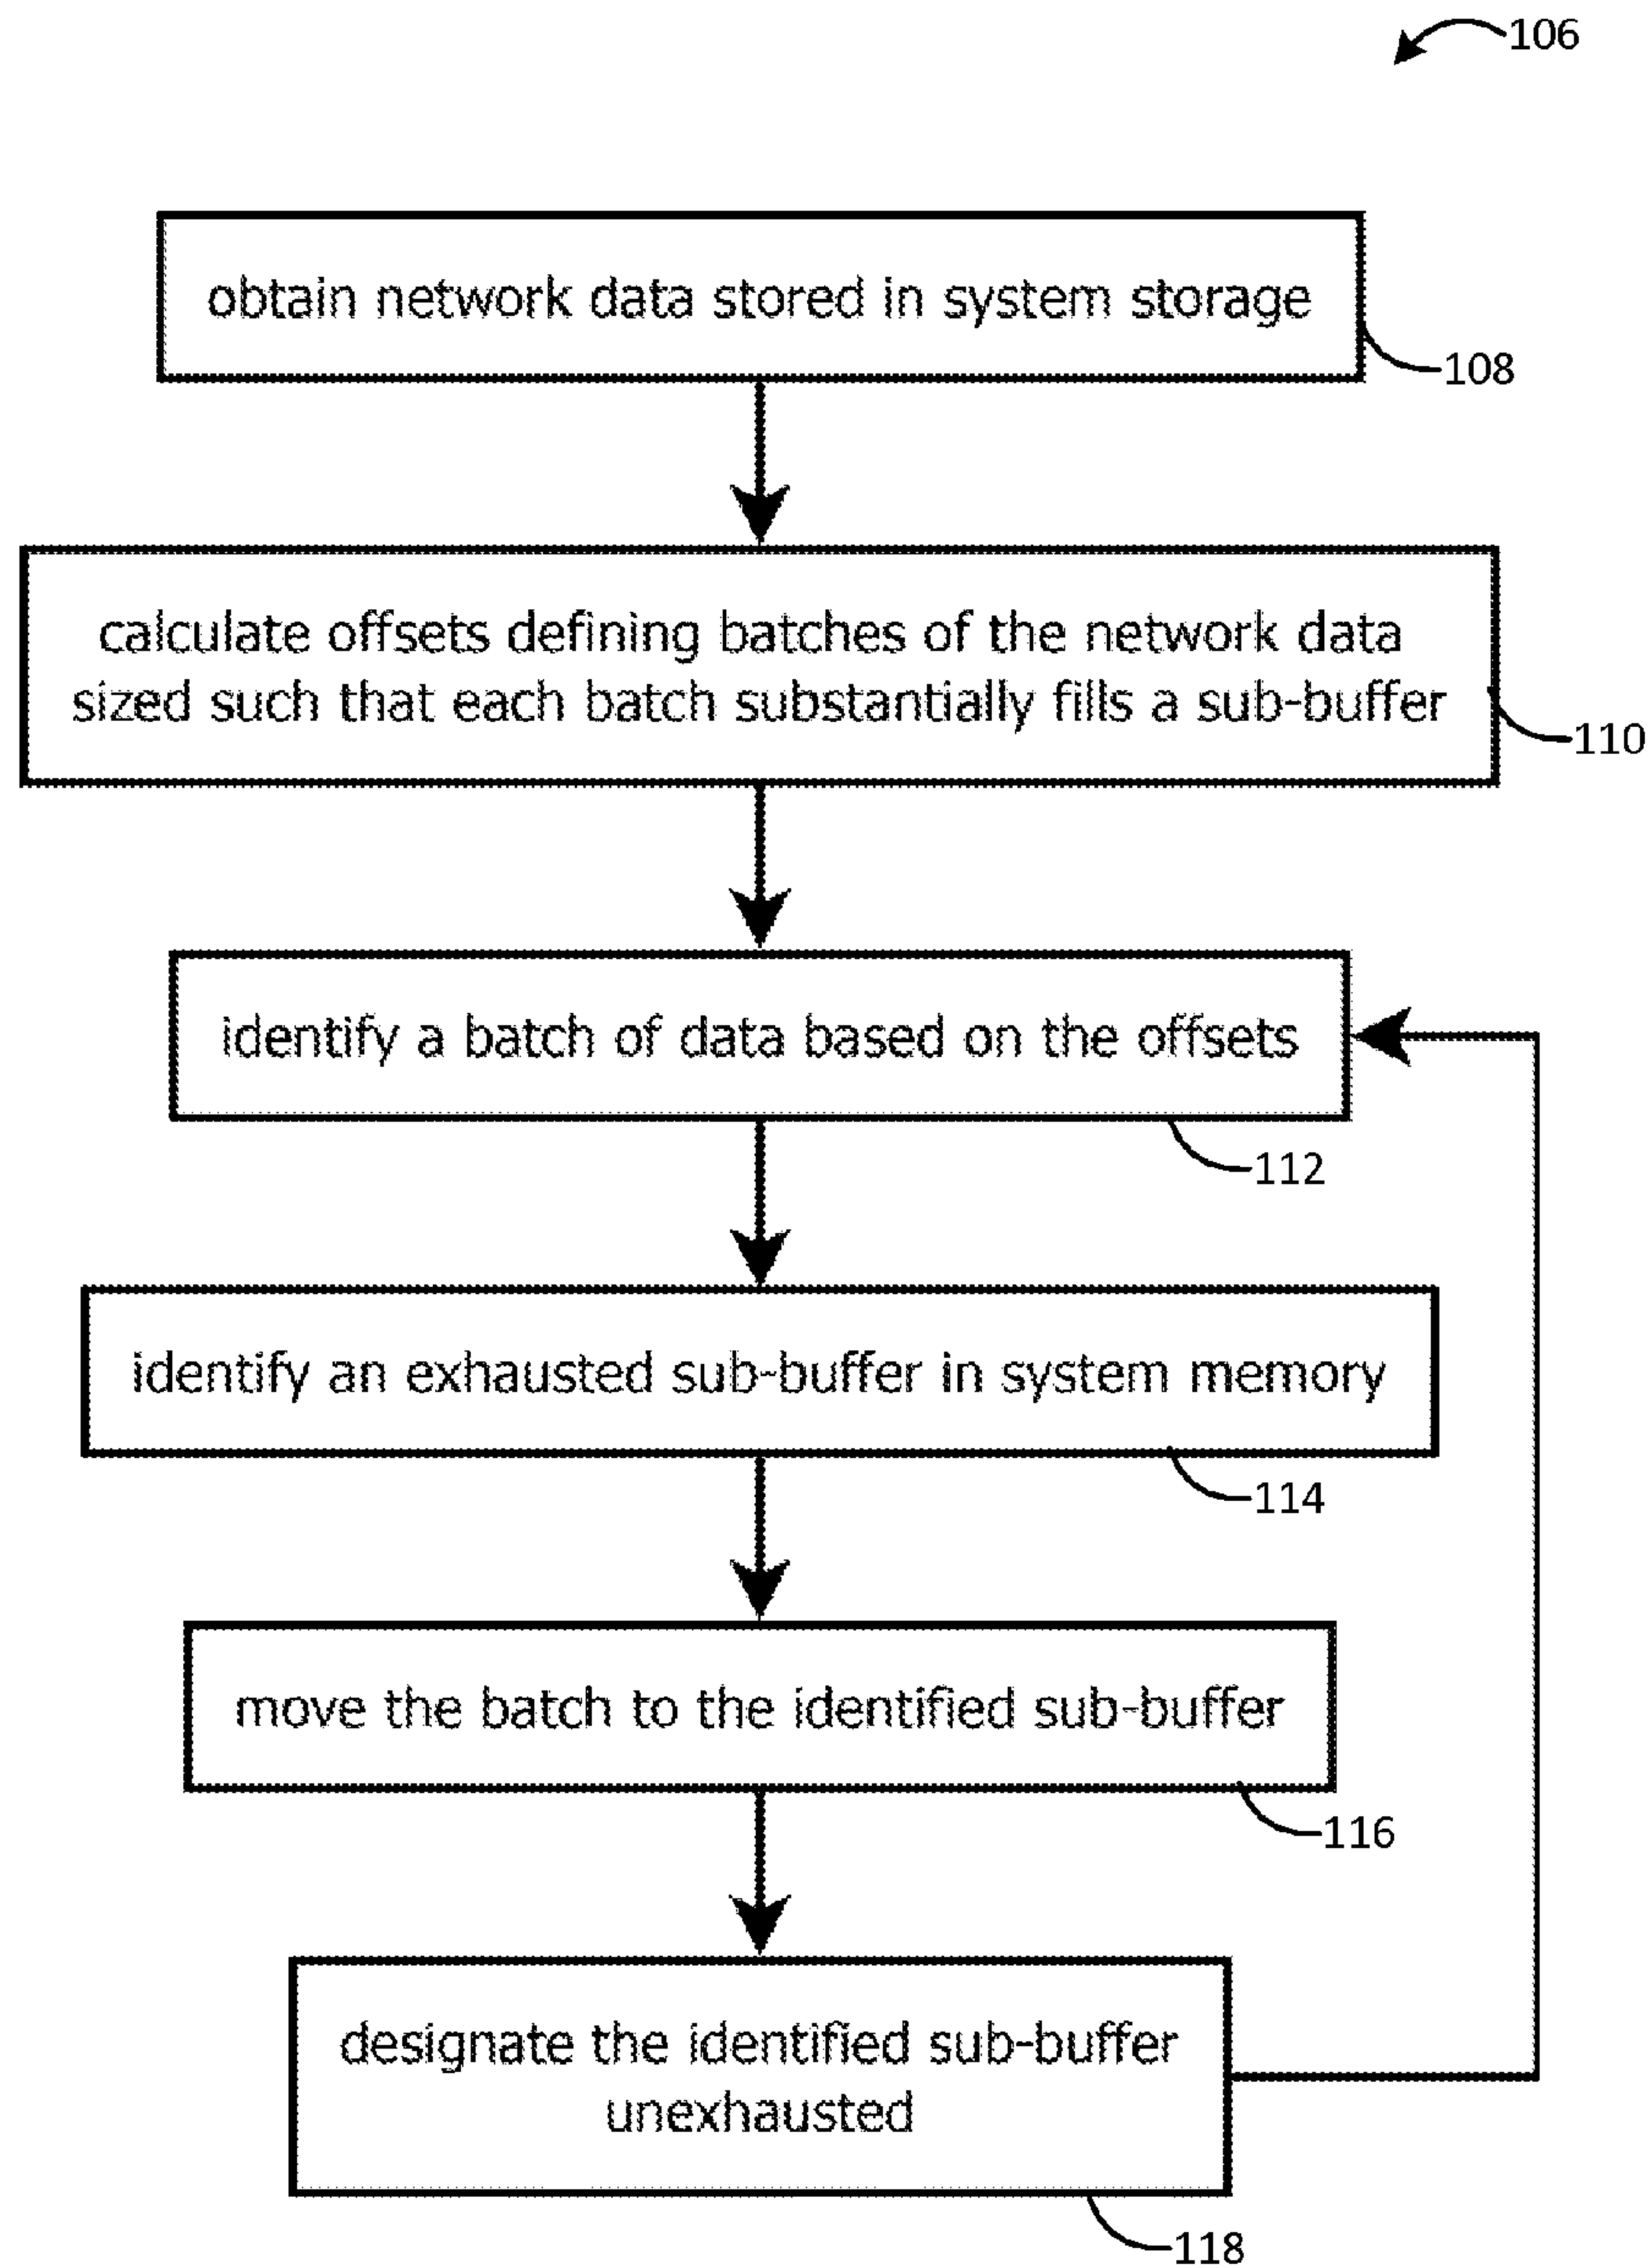 106
obtain network data stored in system storage
108
calculate offsets defining batches of the network data
sized such that each batch substantially fills a sub-buffer
110
identify a batch of data based on the offsets
112
identify an exhausted sub-buffer in system memory
114
move the batch to the identified sub-buffer
116
designate the identified sub-buffer
unexhausted
118